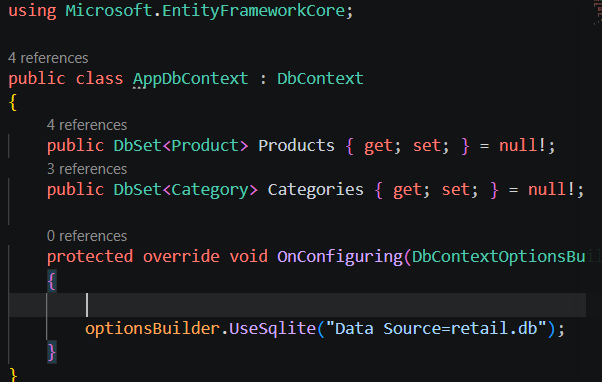 using Microsoft.EntityFrameworkCore;
4 references
public class AppDbContext : DbContext
{
4 references
public DbSet<Product> Products { get; set; } = null!;
3 references
public DbSet<Category> Categories { get; set; } = null!;
0 references
protected override void OnConfiguring(DbContextOptionsBui
{
optionsBuilder.UseSqlite("Data Source=retail.db");
}
}